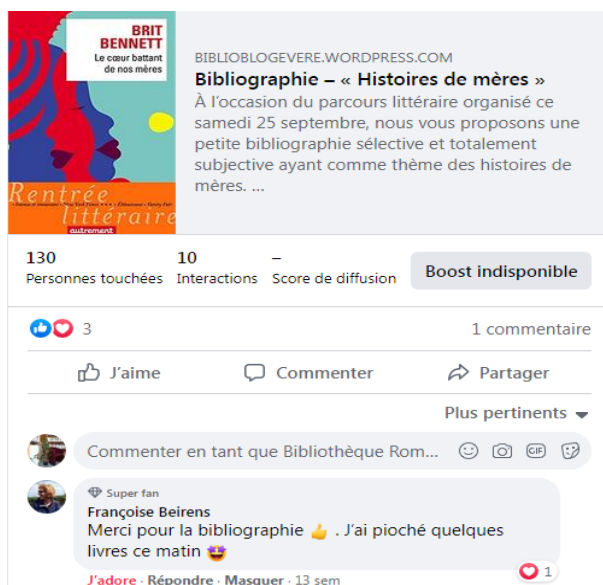 BRIT
BENNETT
Le cœur battant
de nos mères
Rentrée
littéraire
autrement
BIBLIOBLOGEVERE.WORDPRESS.COM
Bibliographie – « Histoires de mères »
À l’occasion du parcours littéraire organisé ce
samedi 25 septembre, nous vous proposons une
petite bibliographie sélective et totalement
subjective ayant comme thème des histoires de
mères. ...
130
Personnes touchées
10
Interactions
–
Score de diffusion
Boost indisponible
3
1 commentaire
J’aime
Commenter
Partager
Plus pertinents
Commenter en tant que Bibliothèque Rom...
GIF
Super fan
Françoise Beirens
Merci pour la bibliographie 👍 . J’ai pioché quelques
livres ce matin 🤩
1
J’adore · Répondre · Masquer · 13 sem